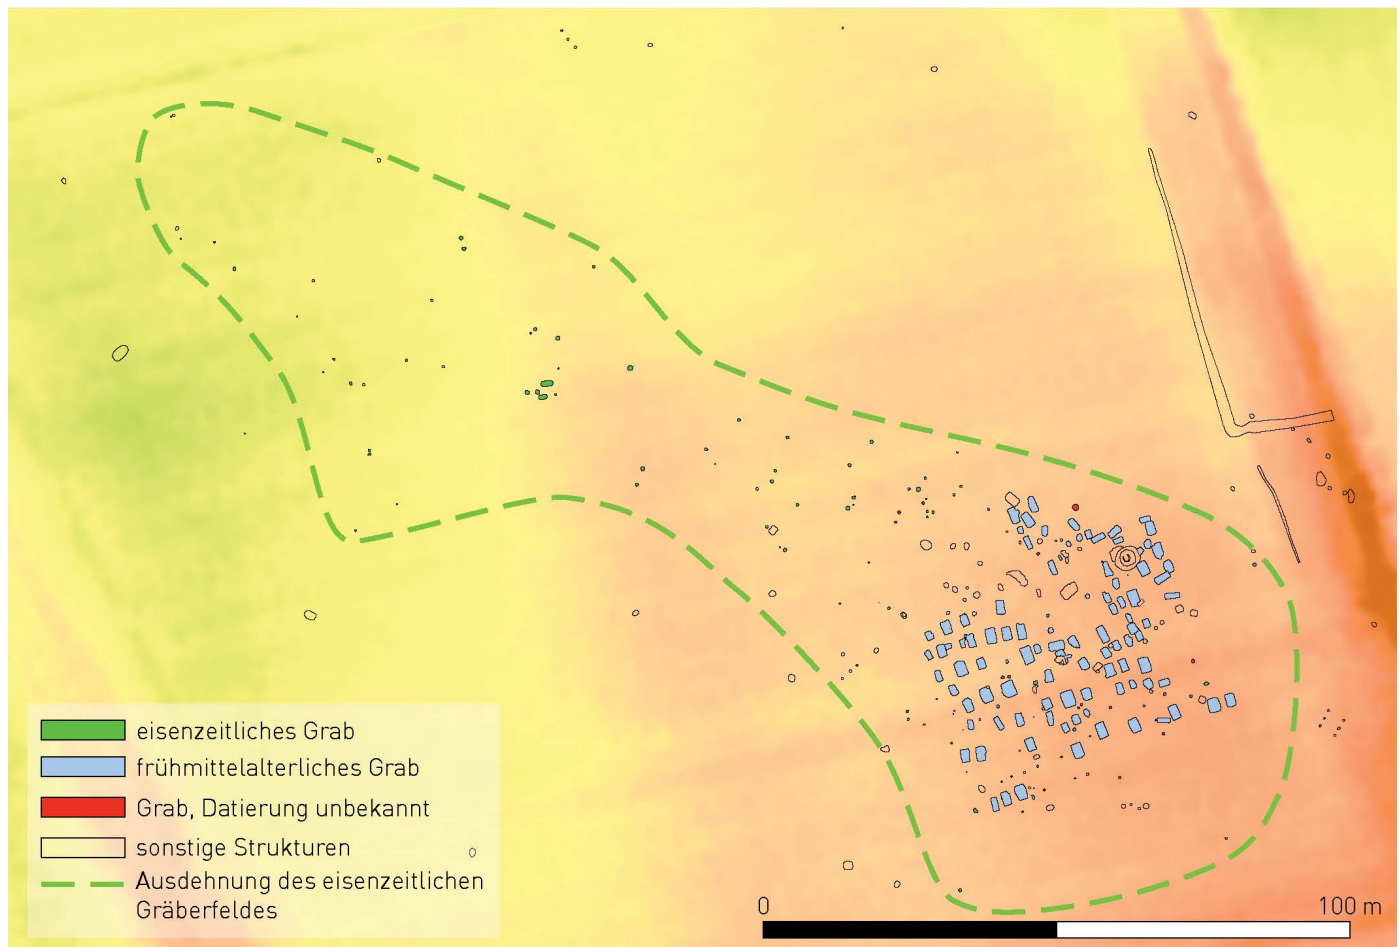 eisenzeitliches Grab
frühmittelalterliches Grab
Grab, Datierung unbekannt
sonstige Strukturen
Ausdehnung des eisenzeitlichen
Gräberfeldes
0 100 m